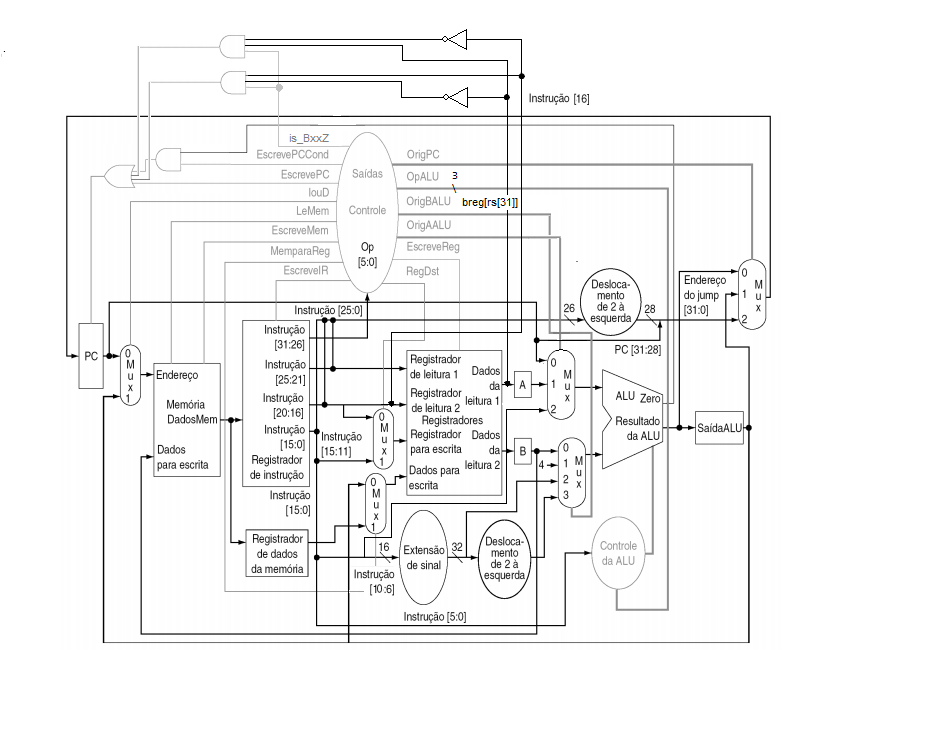 Instrução [16]
is_BxxZ
EscrevePCCond
EscrevePC
IouD
LeMem
EscreveMem
MemparaReg
EscreveIR
Saídas
Controle
Op
[5:0]
OrigPC
OpALU
3
\
OrigBALU
breg[rs[31]]
OrigAALU
EscreveReg
RegDst
Instrução [25:0]
26
Desloca-
mento
de 2 à
esquerda
28
Endereço
do jump
[31:0]
0
1
2
M
u
x
PC [31:28]
PC
0
M
u
x
1
Endereço
Memória
DadosMem
Dados
para escrita
Instrução
[31:26]
Instrução
[25:21]
Instrução
[20:16]
Instrução
[15:0]
Registrador
de instrução
Instrução
[15:0]
Registrador
de dados
da memória
Instrução
[15:11]
0
M
u
x
1
0
M
u
x
1
Registrador
de leitura 1
Registrador
de leitura 2
Registradores
Registrador
para escrita
Dados para
escrita
Dados
da
leitura 1
Dados
da
leitura 2
A
B
4
0
1
2
M
u
x
0
1
2
3
M
u
x
ALU
Zero
Resultado
da ALU
SaídaALU
16
Extensão
de sinal
32
Desloca-
mento
de 2 à
esquerda
Controle
da ALU
Instrução
[10:6]
Instrução [5:0]